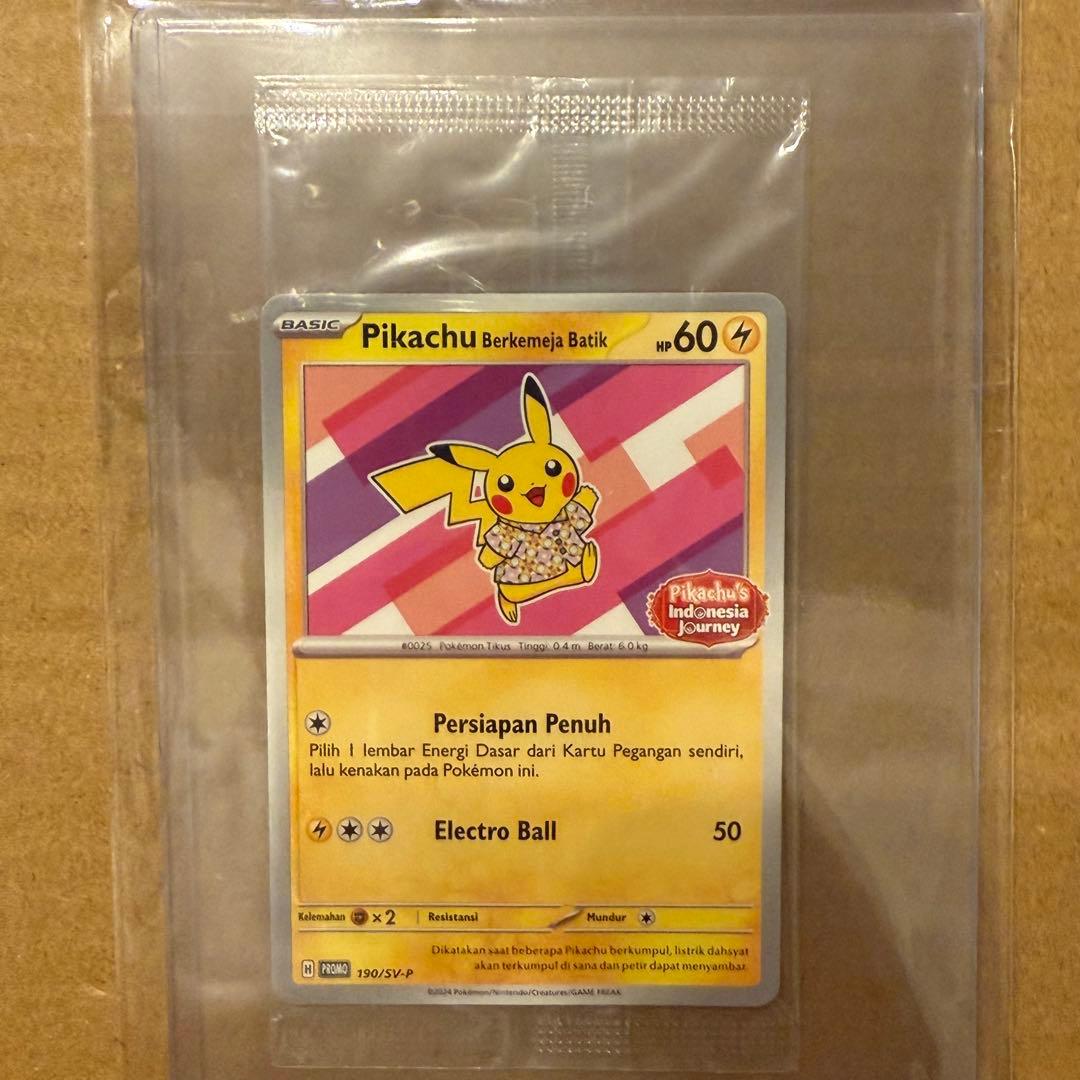 BASIC
Pikachu Berkemeja Batik
HP 60
Pikachu's
Indonesia
Journey
#0025 Pokémon Tikus Tinggi: 0.4 m Berat: 6.0 kg
Persiapan Penuh
Pilih 1 lembar Energi Dasar dari Kartu Pegangan sendiri,
lalu kenakan pada Pokémon ini.
Electro Ball 50
Kelemahan ×2 Resistansi Mundur
Dikatakan saat beberapa Pikachu berkumpul, listrik dahsyat
akan terkumpul di sana dan petir dapat menyambar.
H PROMO 190/SV-P
©2024 Pokémon/Nintendo/Creatures/GAME FREAK